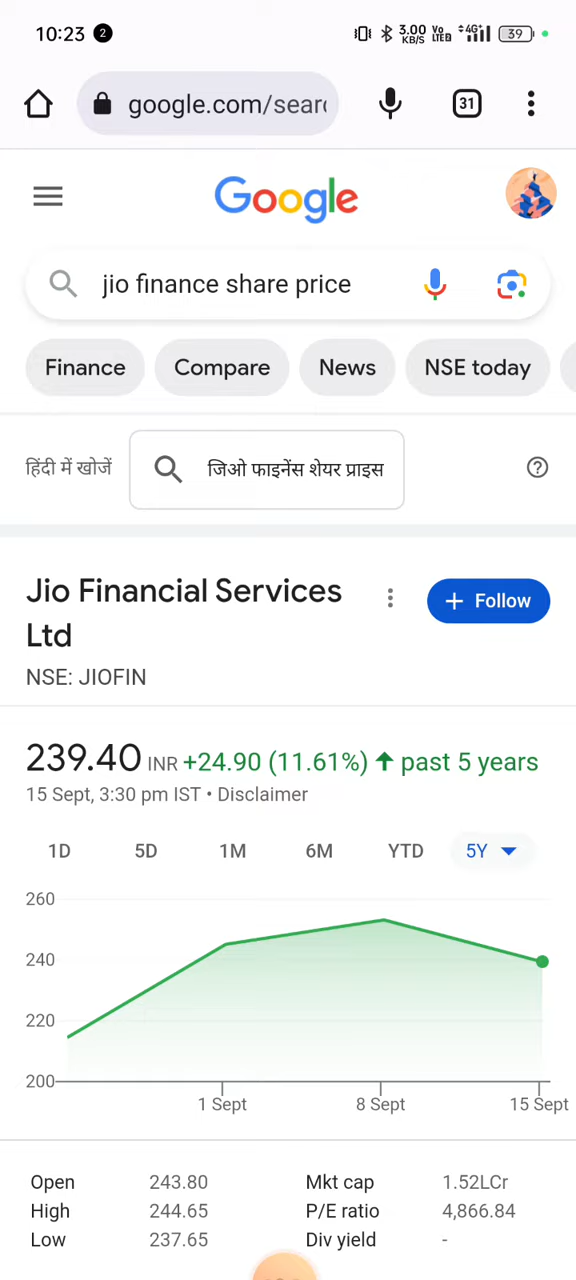 10:23 2 3.00 KB/S Vo LTE2 4G+ 39
google.com/sear
31
Google
jio finance share price
Finance Compare News NSE today
हिंदी में खोजें जिओ फाइनेंस शेयर प्राइस
Jio Financial Services
Ltd
+ Follow
NSE: JIOFIN
239.40 INR +24.90 (11.61%) ↑ past 5 years
15 Sept, 3:30 pm IST • Disclaimer
1D 5D 1M 6M YTD 5Y
260
240
220
200
1 Sept 8 Sept 15 Sept
Open 243.80 Mkt cap 1.52LCr
High 244.65 P/E ratio 4,866.84
Low 237.65 Div yield -